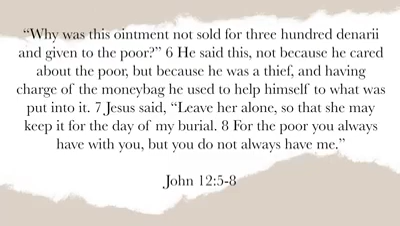 “Why was this ointment not sold for three hundred denarii
and given to the poor?” 6 He said this, not because he cared
about the poor, but because he was a thief, and having
charge of the moneybag he used to help himself to what was
put into it. 7 Jesus said, “Leave her alone, so that she may
keep it for the day of my burial. 8 For the poor you always
have with you, but you do not always have me.”
John 12:5-8